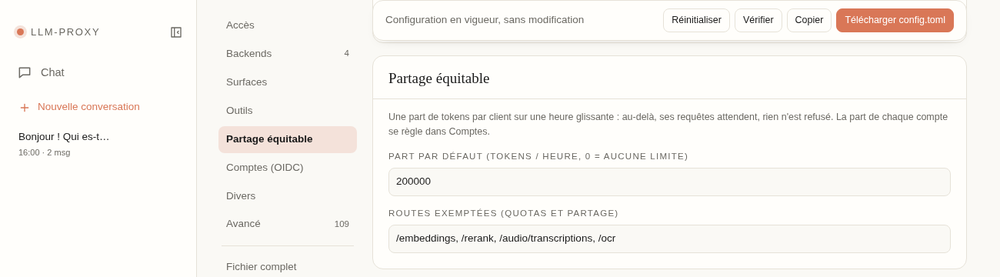 LLM-PROXY
Chat
Nouvelle conversation
Bonjour ! Qui es-t…
16:00 · 2 msg
Accès
Backends 4
Surfaces
Outils
Partage équitable
Comptes (OIDC)
Divers
Avancé 109
Fichier complet
Configuration en vigueur, sans modification
Réinitialiser
Vérifier
Copier
Télécharger config.toml
Partage équitable
Une part de tokens par client sur une heure glissante : au-delà, ses requêtes attendent, rien n'est refusé. La part de chaque compte
se règle dans Comptes.
PART PAR DÉFAUT (TOKENS / HEURE, 0 = AUCUNE LIMITE)
200000
ROUTES EXEMPTÉES (QUOTAS ET PARTAGE)
/embeddings, /rerank, /audio/transcriptions, /ocr